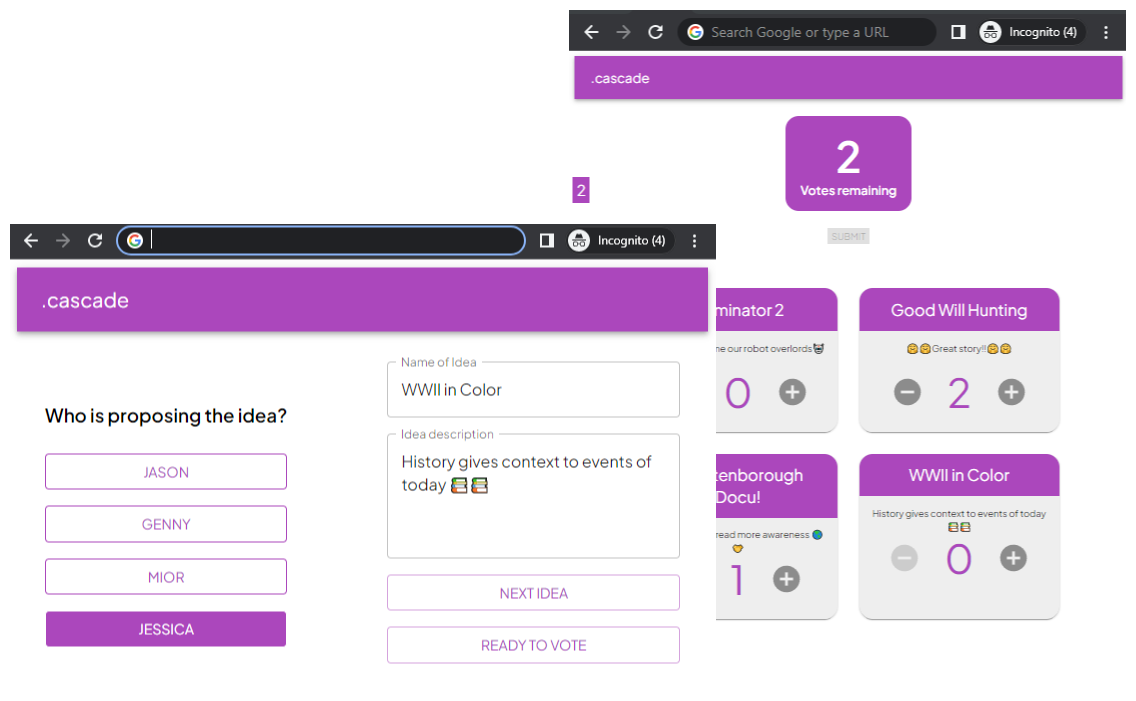 Search Google or type a URL
Incognito (4)
.cascade
2
Votes remaining
2
SUBMIT
Incognito (4)
.cascade
Who is proposing the idea?
JASON
GENNY
MIOR
JESSICA
Name of Idea
WWII in Color
Idea description
History gives context to events of
today 📚📚
NEXT IDEA
READY TO VOTE
minator 2
our robot overlords
0
Good Will Hunting
🤗🤗Great story!!🤗🤗
2
tenborough
Docu!
read more awareness 🌎
1
WWII in Color
History gives context to events of today
📚📚
0